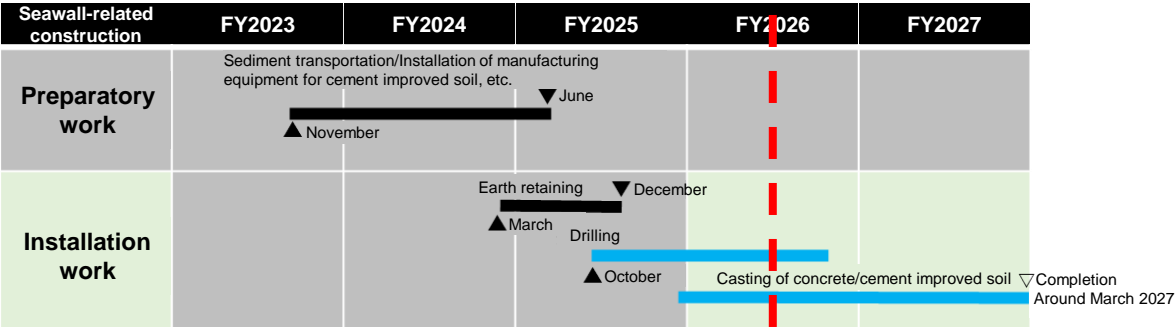 Seawall-related
construction
FY2023
FY2024
FY2025
FY2026
FY2027
Preparatory
work
Sediment transportation/Installation of manufacturing
equipment for cement improved soil, etc.
▼June
▲November
Installation
work
Earth retaining
▼December
▲March
Drilling
▲October
Casting of concrete/cement improved soil
▽Completion
Around March 2027